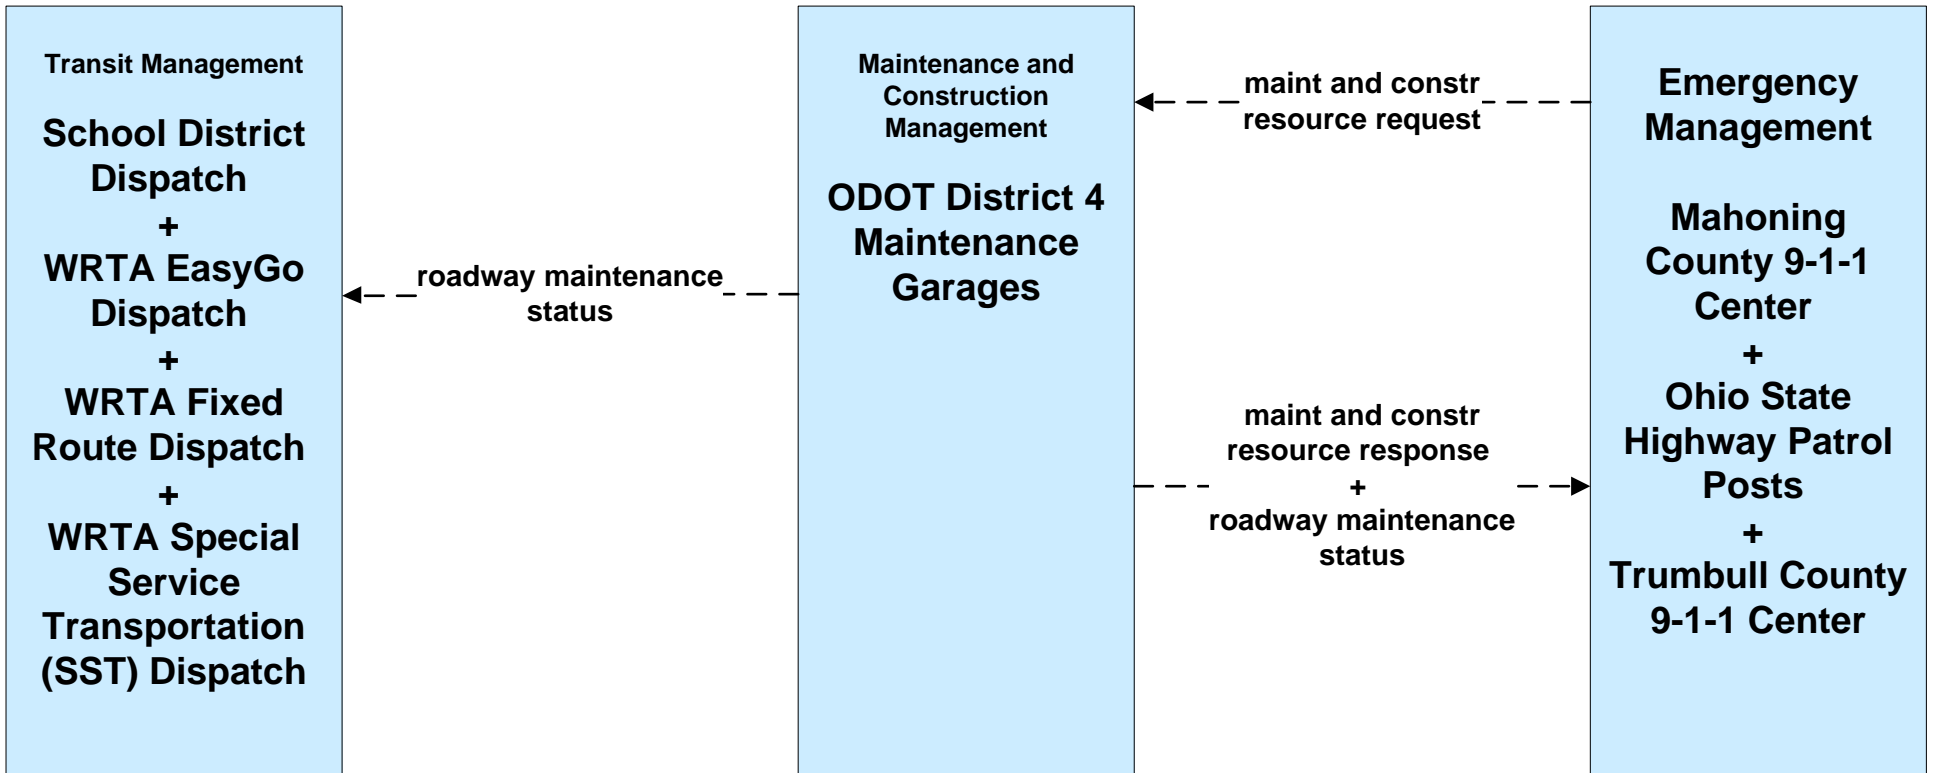 Transit Management
School District
Dispatch
+
WRTA EasyGo
Dispatch
+
WRTA Fixed
Route Dispatch
+
WRTA Special
Service
Transportation
(SST) Dispatch
roadway maintenance
status
Maintenance and
Construction
Management
ODOT District 4
Maintenance
Garages
maint and constr
resource request
maint and constr
resource response
+
roadway maintenance
status
Emergency
Management
Mahoning
County 9-1-1
Center
+
Ohio State
Highway Patrol
Posts
+
Trumbull County
9-1-1 Center